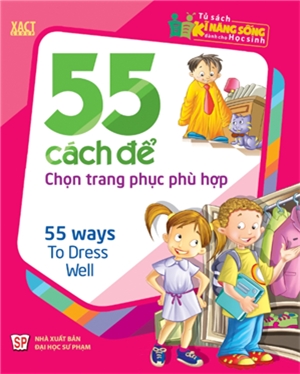 XACT
Tủ sách
KĨ NĂNG SỐNG
dành cho Học sinh
55
cách để
Chọn trang phục phù hợp
55 ways
To Dress
Well
SP
NHÀ XUẤT BẢN
ĐẠI HỌC SƯ PHẠM